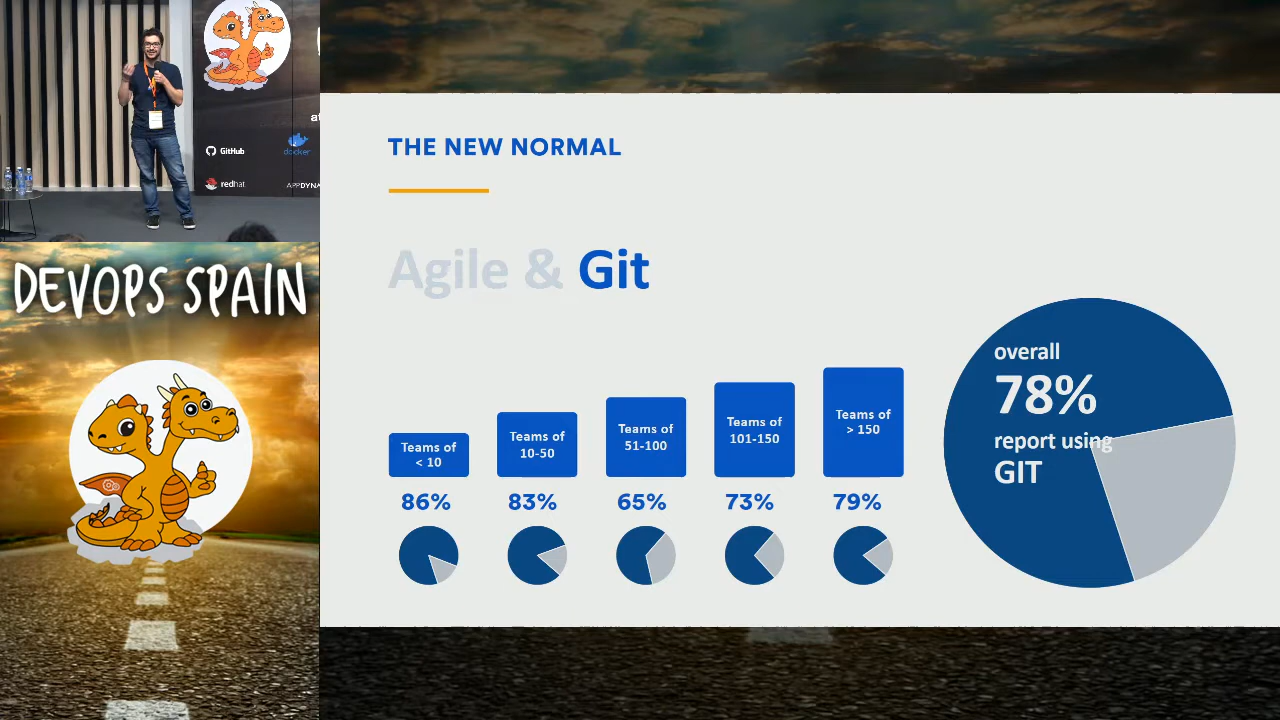 GitHub
docker
redhat
APPDYNA
DEVOPS SPAIN
THE NEW NORMAL
Agile & Git
Teams of
< 10
Teams of
10-50
Teams of
51-100
Teams of
101-150
Teams of
> 150
86%
83%
65%
73%
79%
overall
78%
report using
GIT